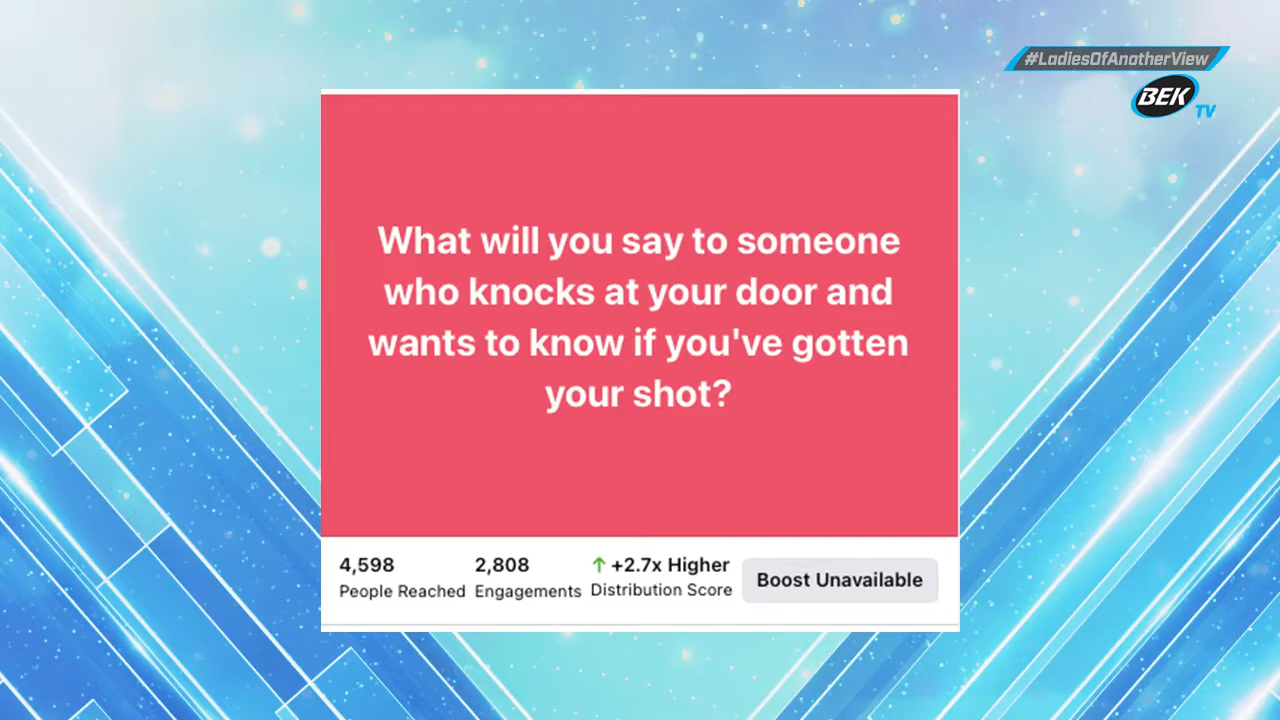 #LadiesOfAnotherView
BEK TV
What will you say to someone
who knocks at your door and
wants to know if you've gotten
your shot?
4,598 2,808 ↑ +2.7x Higher
People Reached Engagements Distribution Score
Boost Unavailable